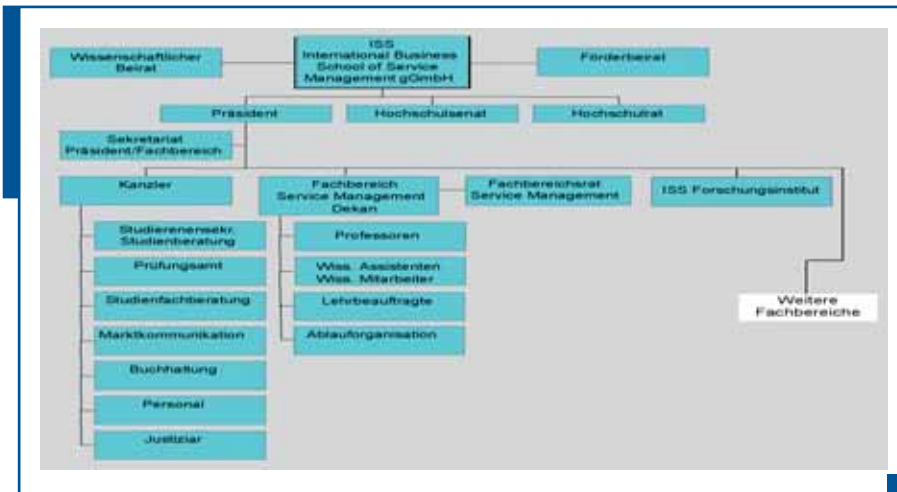 ISS
International Business
School of Service
Management gGmbH
Wissenschaftlicher
Beirat
Förderbeirat
Präsident
Hochschulsenat
Hochschulrat
Sekretariat
Präsident/Fachbereich
Kanzler
Fachbereich
Service Management
Dekan
Fachbereichsrat
Service Management
ISS Forschungsinstitut
Studierenensekr.
Studienberatung
Prüfungsamt
Studienfachberatung
Marktkommunikation
Buchhaltung
Personal
Justiziar
Professoren
Wiss. Assistenten
Wiss. Mitarbeiter
Lehrbeauftragte
Ablauforganisation
Weitere
Fachbereiche